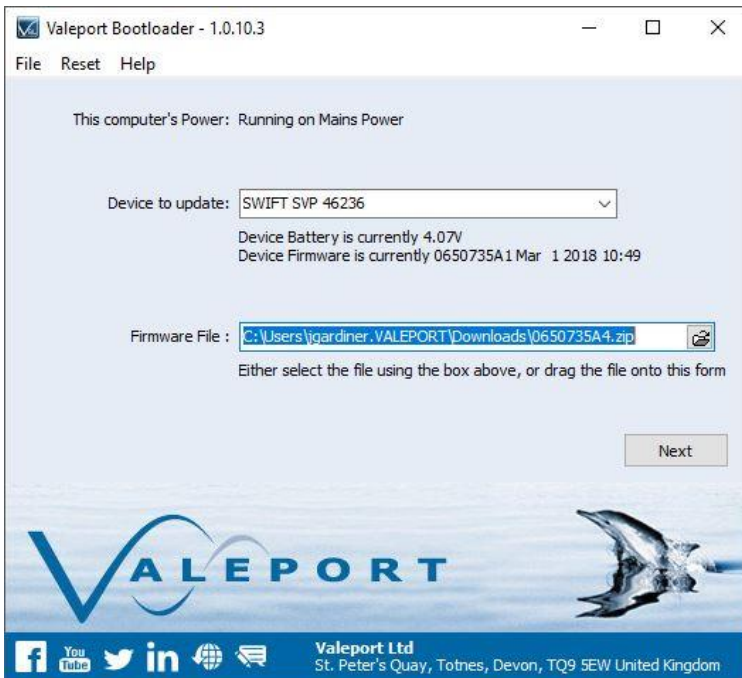 Valeport Bootloader - 1.0.10.3
File Reset Help
This computer's Power: Running on Mains Power
Device to update: SWIFT SVP 46236
Device Battery is currently 4.07V
Device Firmware is currently 0650735A1 Mar  1 2018 10:49
Firmware File : C:\Users\jgardiner.VALEPORT\Downloads\0650735A4.zip
Either select the file using the box above, or drag the file onto this form
Next
VALEPORT
You
Tube
Valeport Ltd
St. Peter's Quay, Totnes, Devon, TQ9 5EW United Kingdom